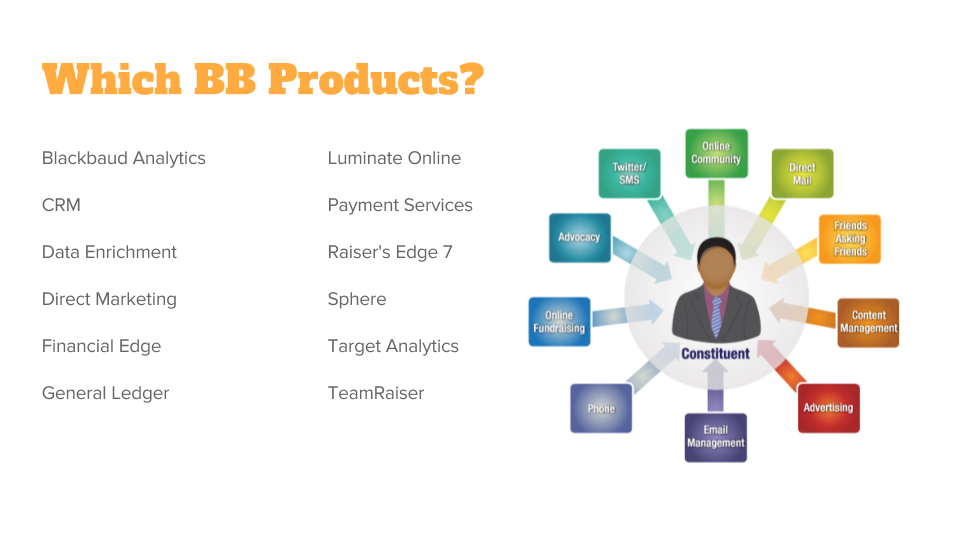 Which BB Products?
Blackbaud Analytics
CRM
Data Enrichment
Direct Marketing
Financial Edge
General Ledger
Luminate Online
Payment Services
Raiser's Edge 7
Sphere
Target Analytics
TeamRaiser
Online
Community
Direct
Mail
Friends
Asking
Friends
Content
Management
Advertising
Email
Management
Phone
Online
Fundraising
Advocacy
Twitter/
SMS
Constituent